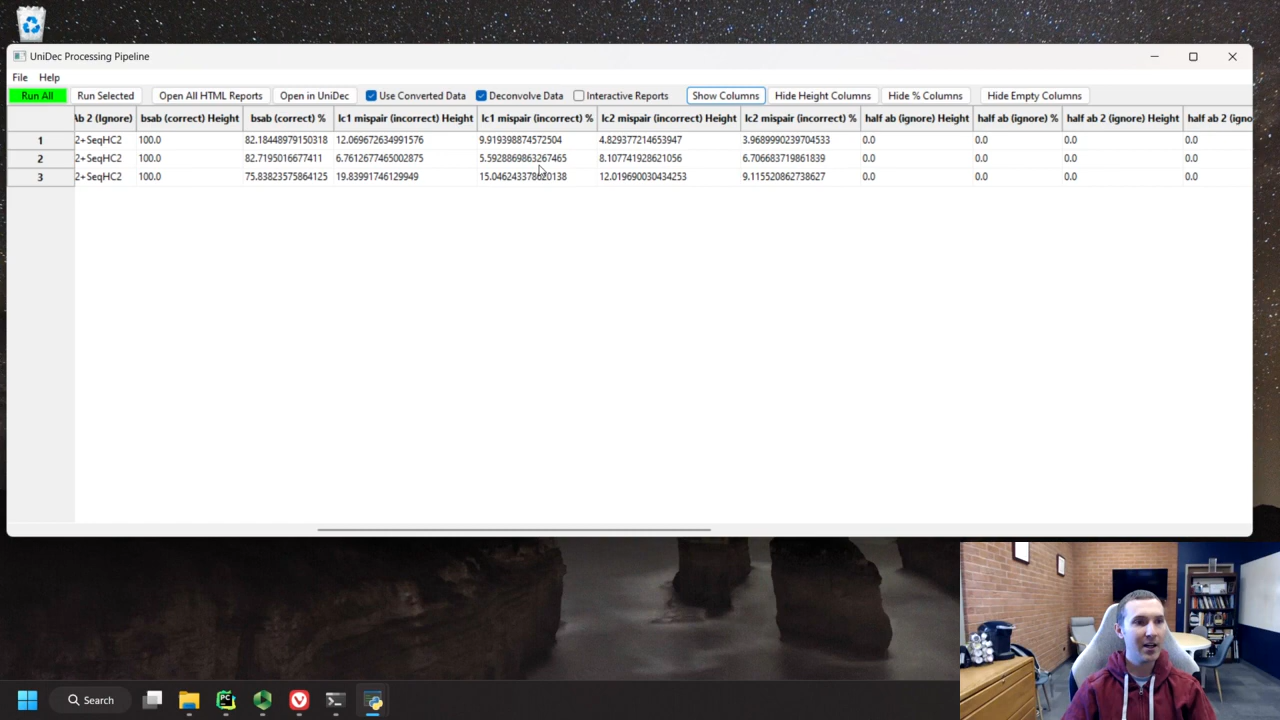 UniDec Processing Pipeline
File Help
Run All Run Selected Open All HTML Reports Open in UniDec Use Converted Data Deconvolve Data Interactive Reports Show Columns Hide Height Columns Hide % Columns Hide Empty Columns
Ab 2 (Ignore) bsab (correct) Height bsab (correct) % lc1 mispair (incorrect) Height lc1 mispair (incorrect) % lc2 mispair (incorrect) Height lc2 mispair (incorrect) % half ab (ignore) Height half ab (ignore) % half ab 2 (ignore) Height half ab 2 (igno
1 2+SeqHC2 100.0 82.18448979150318 12.069672634991576 9.919398874572504 4.829377214653947 3.9689990239704533 0.0 0.0 0.0 0.0
2 2+SeqHC2 100.0 82.7195016677411 6.7612677465002875 5.5928869863267465 8.107741928621056 6.706683719861839 0.0 0.0 0.0 0.0
3 2+SeqHC2 100.0 75.83823575864125 19.83991746129949 12.019690030434253 9.115520862738627 0.0 0.0 0.0 0.0
Search